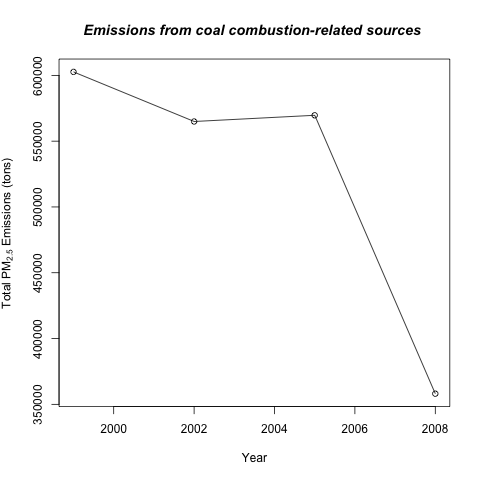 Emissions from coal combustion-related sources
Total PM2.5 Emissions (tons)
600000
550000
500000
450000
400000
350000
2000 2002 2004 2006 2008
Year